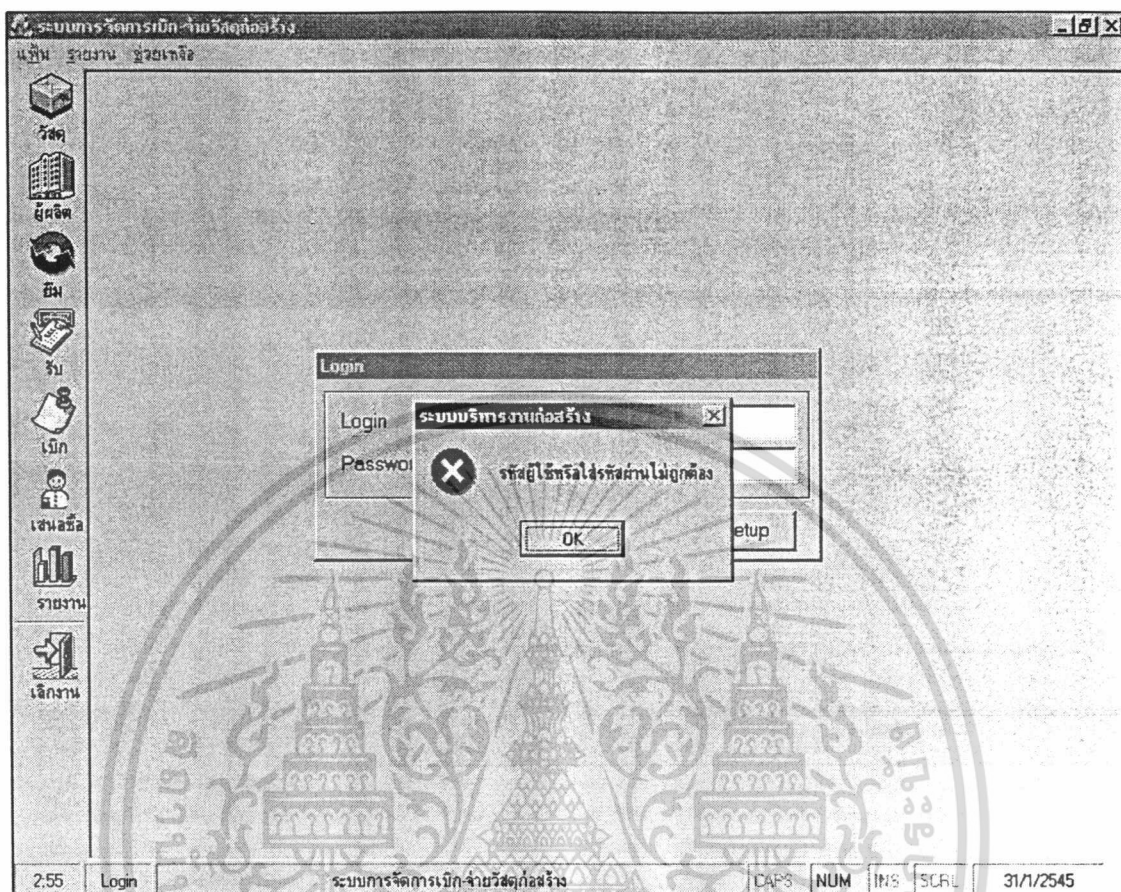 ระบบการจัดการเบิก-จ่ายวัสดุก่อสร้าง
แฟ้ม รายงาน ช่วยเหลือ
วัสดุ
ผู้ผลิต
ยืม
รับ
เบิก
เสนอซื้อ
รายงาน
เลิกงาน
Login
Login
Passwor
etup
ระบบบริหารงานก่อสร้าง
รหัสผู้ใช้หรือใส่รหัสผ่านไม่ถูกต้อง
OK
2:55 Login ระบบการจัดการเบิก-จ่ายวัสดุก่อสร้าง CAPS NUM INS SCRL 31/1/2545